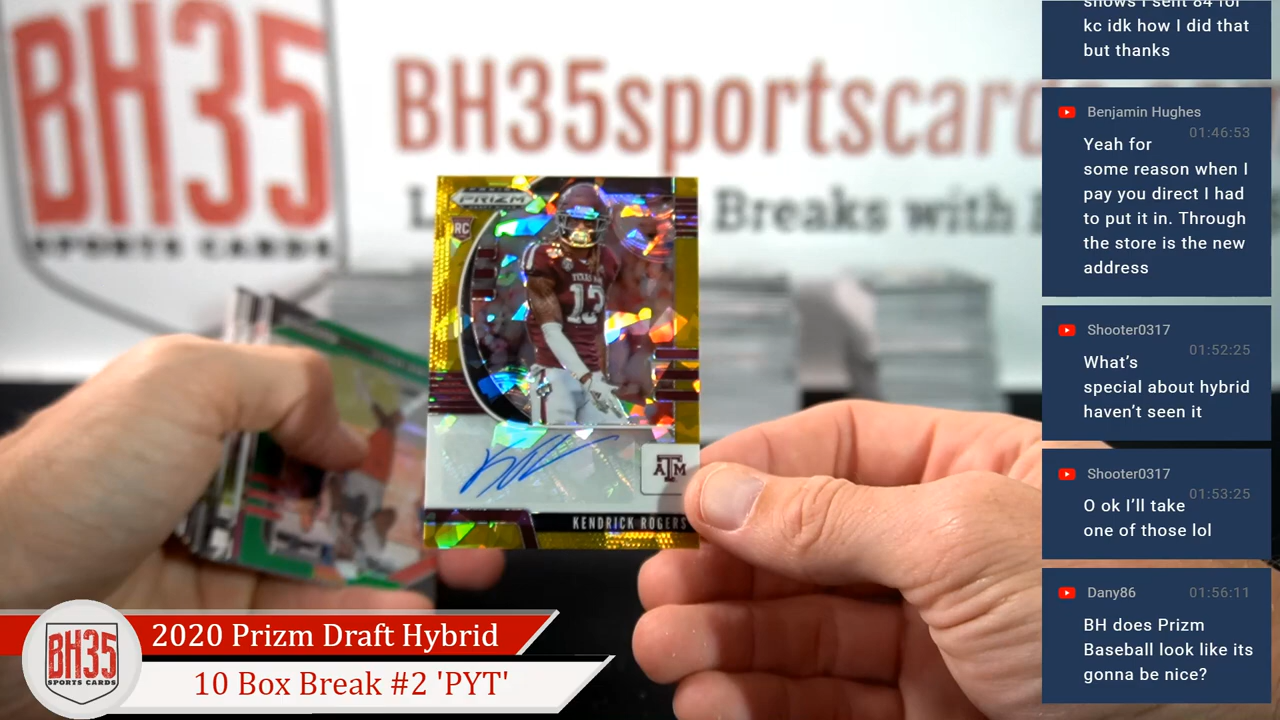 BH35
SPORTS CARDS
BH35sportscard
Breaks with
PRIZM
RC
TEXAS
13
ATM
KENDRICK ROGERS
BH35
SPORTS CARDS
2020 Prizm Draft Hybrid
10 Box Break #2 'PYT'
shows I sent 84 for
kc idk how I did that
but thanks
Benjamin Hughes
01:46:53
Yeah for
some reason when I
pay you direct I had
to put it in. Through
the store is the new
address
Shooter0317
01:52:25
What’s
special about hybrid
haven’t seen it
Shooter0317
01:53:25
O ok I’ll take
one of those lol
Dany86
01:56:11
BH does Prizm
Baseball look like its
gonna be nice?